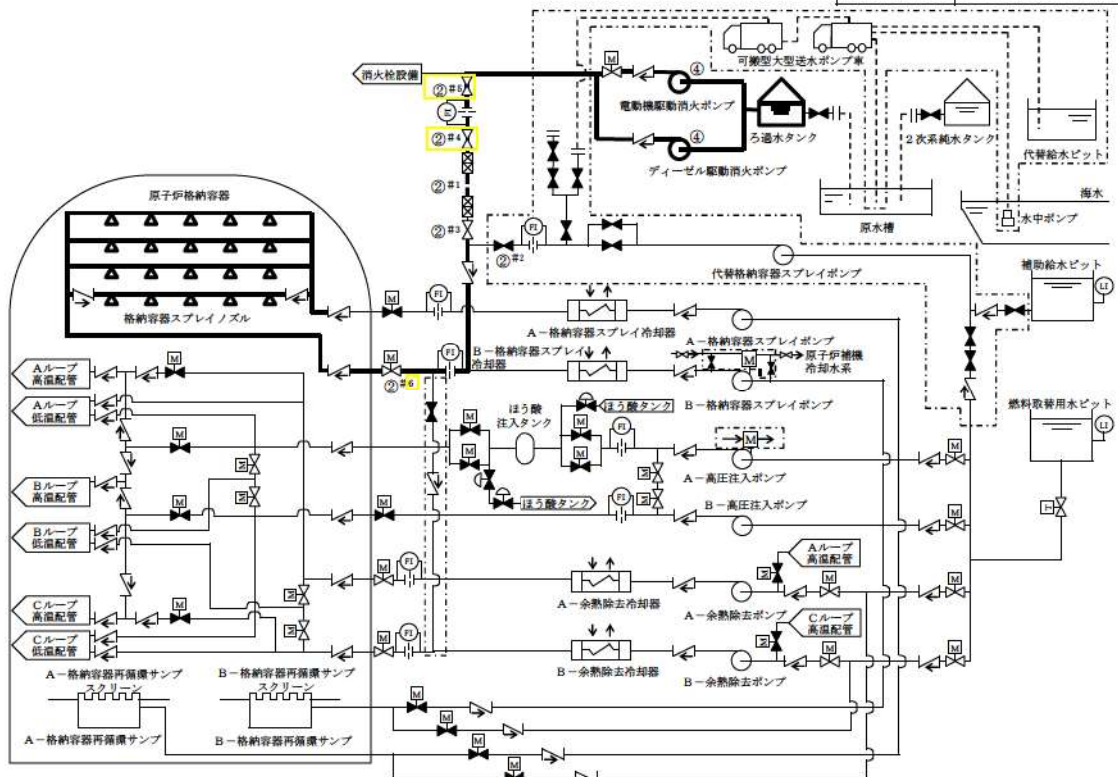 可搬型大型送水ポンプ車
消火栓設備
②#5
M
④
電動機駆動消火ポンプ
ろ過水タンク
2次系純水タンク
代替給水ピット
②#4
④
ディーゼル駆動消火ポンプ
②#1
原子炉格納容器
②#3
FI
②#2
原水槽
海水
水中ポンプ
代替格納容器スプレイポンプ
補助給水ピット
LI
格納容器スプレイノズル
M
FI
A-格納容器スプレイ冷却器
A-格納容器スプレイポンプ
M
②#6
FI
B-格納容器スプレイ
冷却器
M
原子炉補機
冷却水系
B-格納容器スプレイポンプ
Aループ
高温配管
M
Aループ
低温配管
ほう酸
注入タンク
ほう酸タンク
M
M
FI
M
A-高圧注入ポンプ
燃料取替用水ピット
LI
M
M
M
M
M
M
M
Bループ
高温配管
M
M
M
ほう酸タンク
FI
M
B-高圧注入ポンプ
M
T
Bループ
低温配管
M
FI
A-余熱除去冷却器
A-余熱除去ポンプ
Aループ
高温配管
M
M
M
Cループ
高温配管
M
M
M
Cループ
低温配管
M
FI
B-余熱除去冷却器
B-余熱除去ポンプ
Cループ
高温配管
M
M
M
A-格納容器再循環サンプ
スクリーン
B-格納容器再循環サンプ
スクリーン
A-格納容器再循環サンプ
B-格納容器再循環サンプ
M
M
M
M